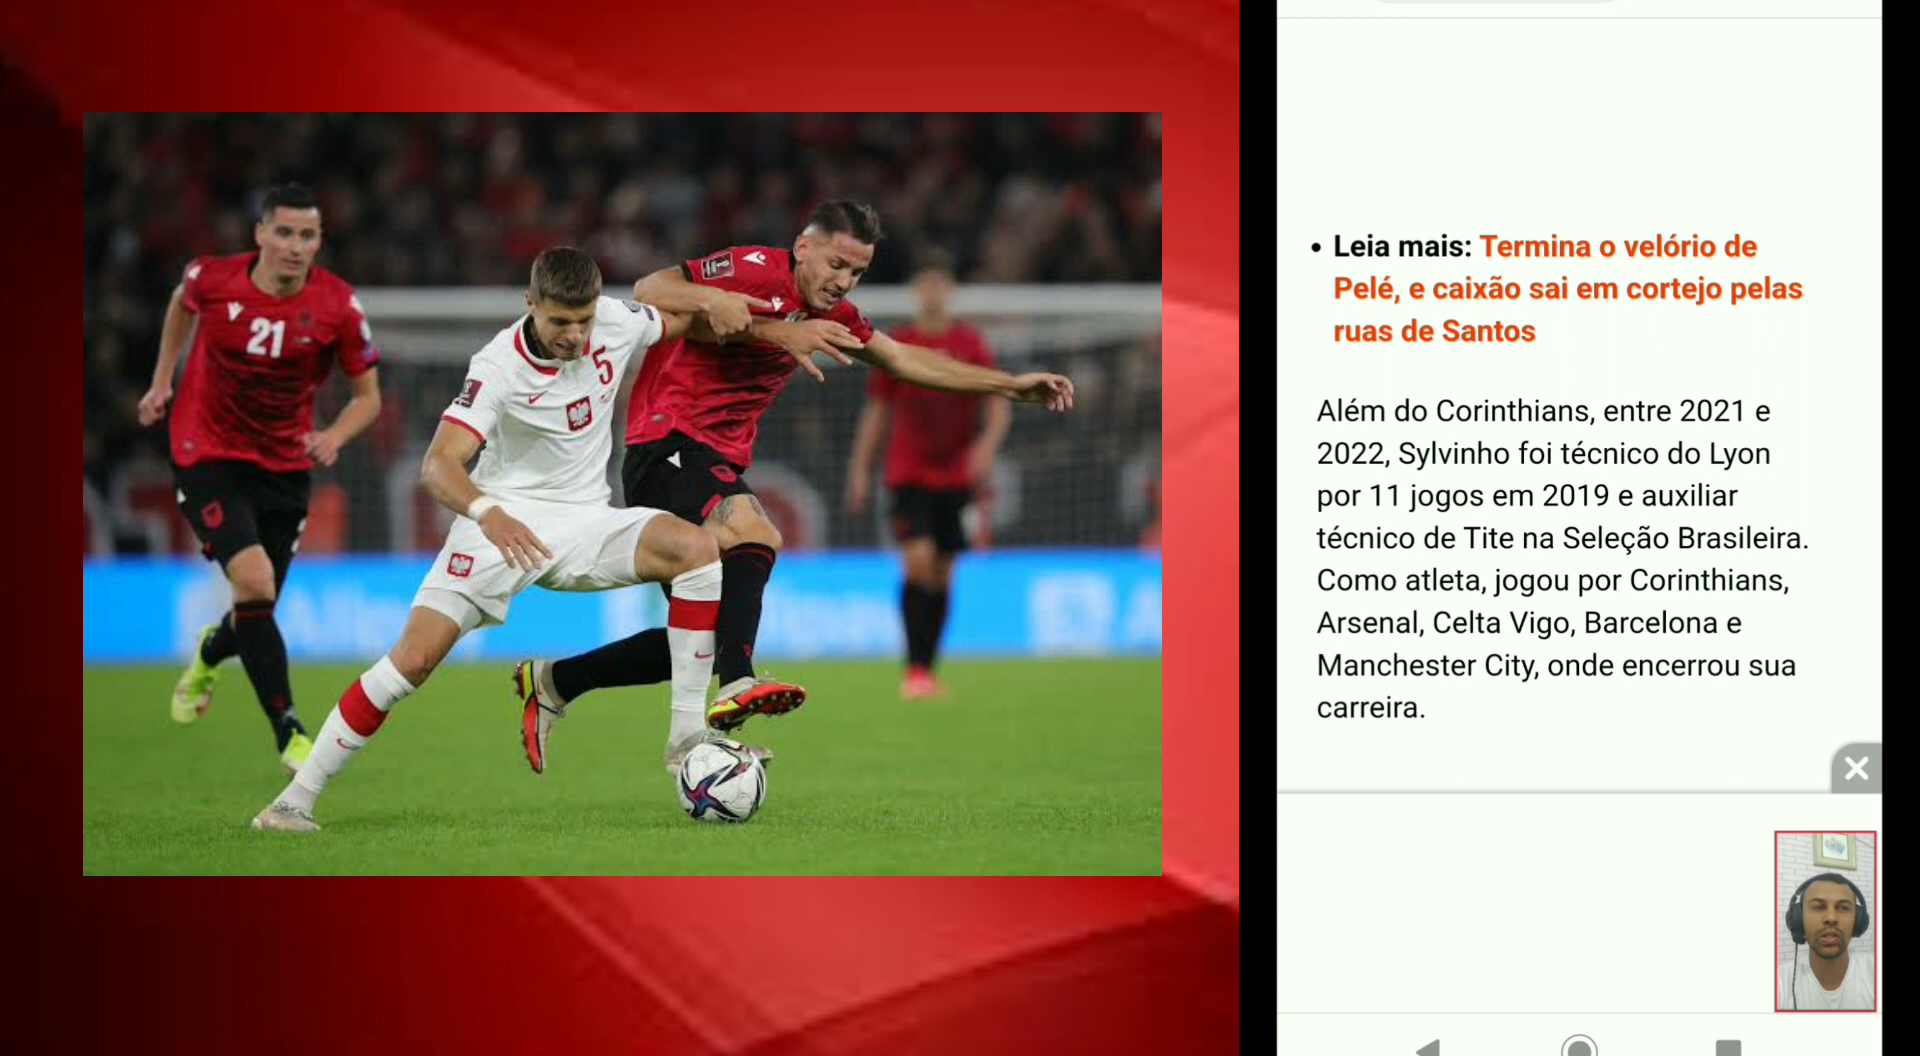 21
5
• Leia mais: Termina o velório de
Pelé, e caixão sai em cortejo pelas
ruas de Santos
Além do Corinthians, entre 2021 e
2022, Sylvinho foi técnico do Lyon
por 11 jogos em 2019 e auxiliar
técnico de Tite na Seleção Brasileira.
Como atleta, jogou por Corinthians,
Arsenal, Celta Vigo, Barcelona e
Manchester City, onde encerrou sua
carreira.